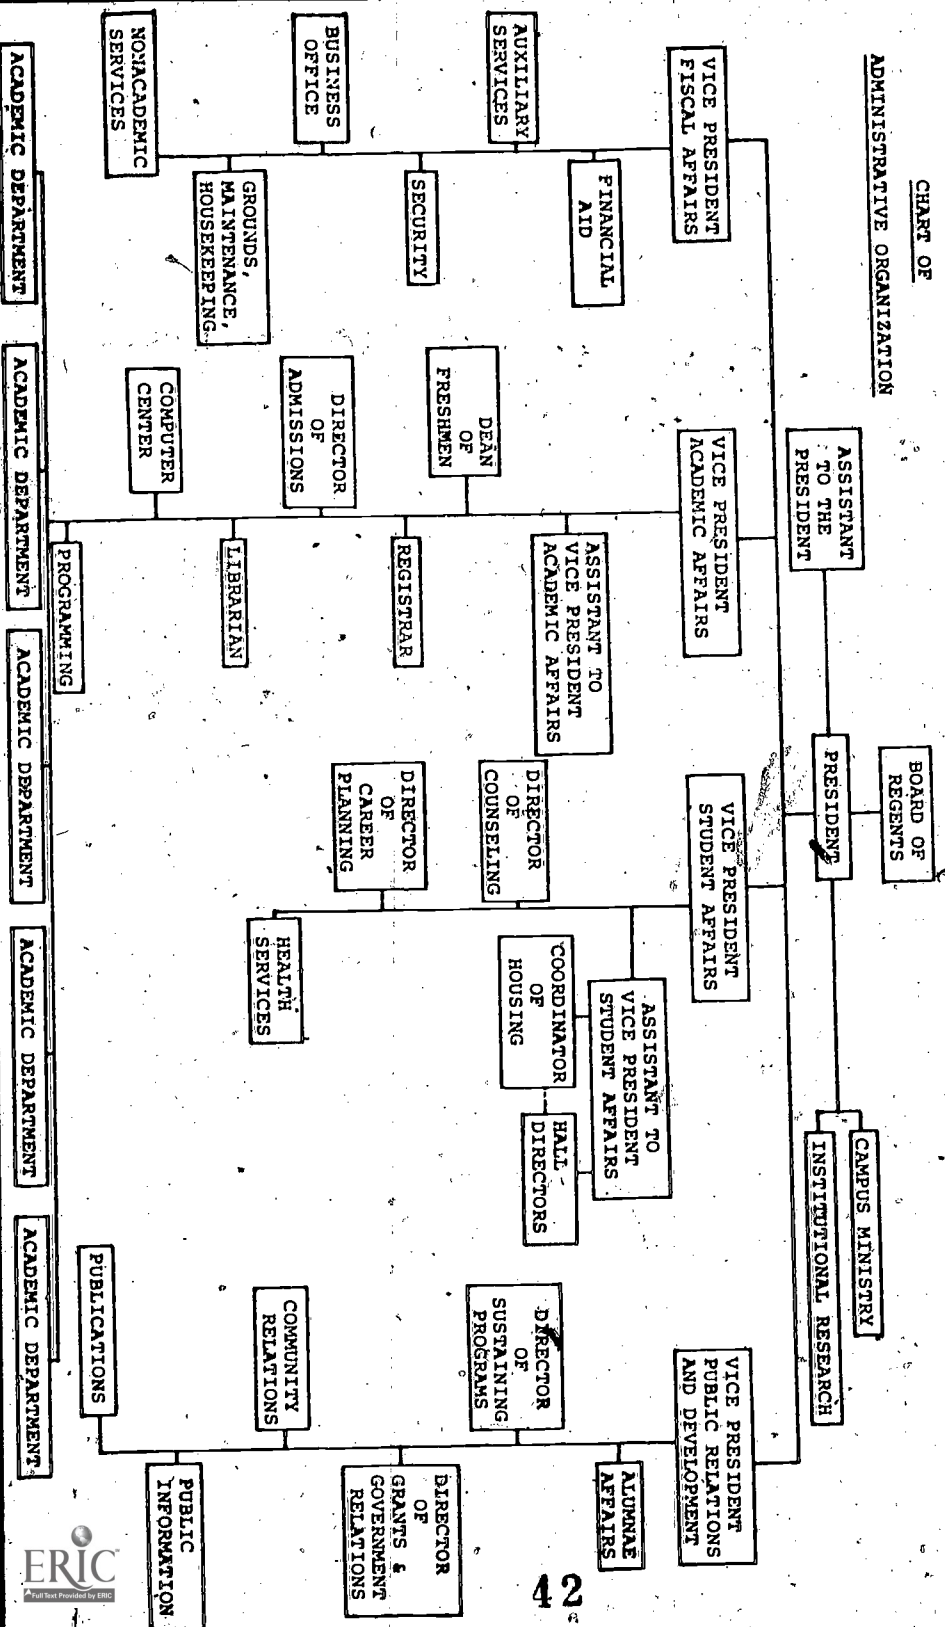 CHART OF
ADMINISTRATIVE ORGANIZATION
BOARD OF
REGENTS
ASSISTANT
TO THE
PRESIDENT
PRESIDENT
CAMPUS MINISTRY
INSTITUTIONAL RESEARCH
VICE PRESIDENT
FISCAL AFFAIRS
VICE PRESIDENT
ACADEMIC AFFAIRS
VICE PRESIDENT
STUDENT AFFAIRS
VICE PRESIDENT
PUBLIC RELATIONS
AND DEVELOPMENT
FINANCIAL
AID
AUXILIARY
SERVICES
SECURITY
BUSINESS
OFFICE
GROUNDS,
MAINTENANCE,
HOUSEKEEPING
NONACADEMIC
SERVICES
ASSISTANT TO
VICE PRESIDENT
ACADEMIC AFFAIRS
DEAN
OF
FRESHMEN
REGISTRAR
DIRECTOR
OF
ADMISSIONS
LIBRARIAN
COMPUTER
CENTER
PROGRAMMING
ASSISTANT TO
VICE PRESIDENT
STUDENT AFFAIRS
COORDINATOR
OF
HOUSING
HALL
DIRECTORS
DIRECTOR
OF
COUNSELING
DIRECTOR
OF
CAREER
PLANNING
HEALTH
SERVICES
ALUMNAE
AFFAIRS
DIRECTOR
OF
SUSTAINING
PROGRAMS
DIRECTOR
OF
GRANTS &
GOVERNMENT
RELATIONS
COMMUNITY
RELATIONS
PUBLIC
INFORMATION
PUBLICATIONS
ACADEMIC DEPARTMENT
ACADEMIC DEPARTMENT
ACADEMIC DEPARTMENT
ACADEMIC DEPARTMENT
ACADEMIC DEPARTMENT
42
ERIC
Full Text Provided by ERIC